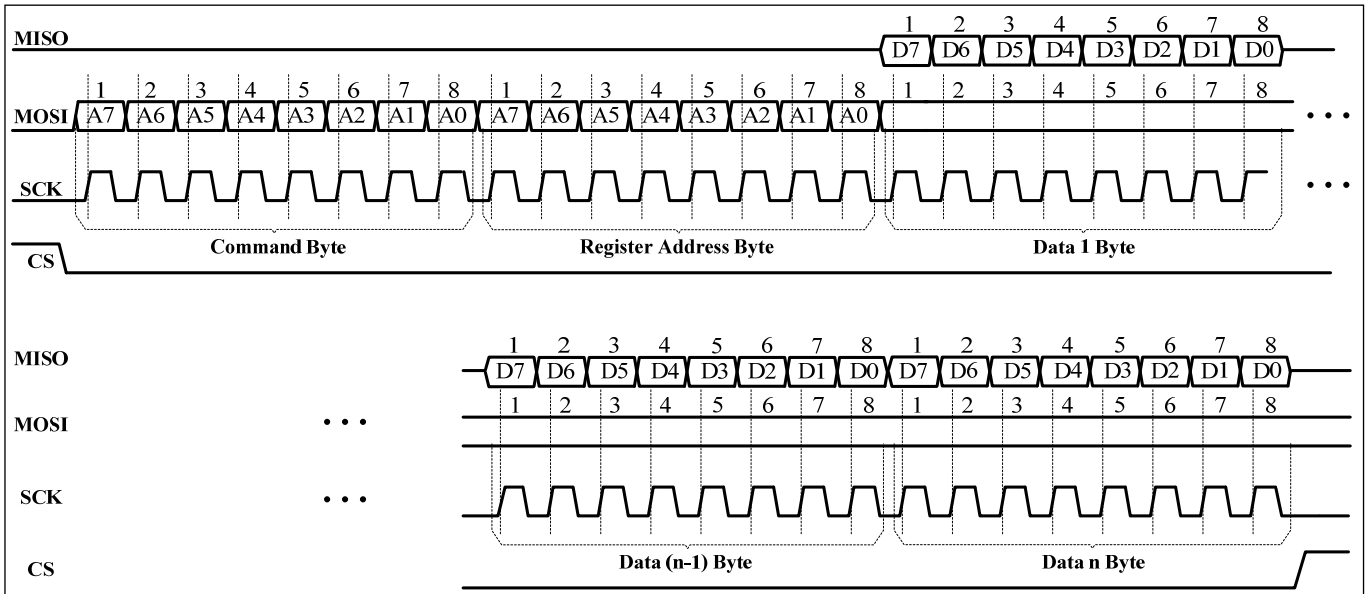 1 2 3 4 5 6 7 8
MISO D7 D6 D5 D4 D3 D2 D1 D0
1 2 3 4 5 6 7 8 1 2 3 4 5 6 7 8 1 2 3 4 5 6 7 8
MOSI A7 A6 A5 A4 A3 A2 A1 A0 A7 A6 A5 A4 A3 A2 A1 A0 • • •
SCK • • •
Command Byte Register Address Byte Data 1 Byte
CS
1 2 3 4 5 6 7 8 1 2 3 4 5 6 7 8
MISO D7 D6 D5 D4 D3 D2 D1 D0 D7 D6 D5 D4 D3 D2 D1 D0
1 2 3 4 5 6 7 8 1 2 3 4 5 6 7 8
MOSI • • •
SCK • • •
Data (n-1) Byte Data n Byte
CS